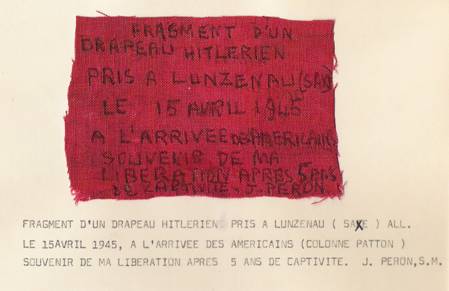 FRAGMENT D'UN
DRAPEAU HITLERIEN
PRIS A LUNZENAU (SAX)
LE 15 AVRIL 1945
A L'ARRIVEE DES AMERICAINS
SOUVENIR DE MA
LIBERATION APRES 5 ANS
DE CAPTIVITE. J. PERON
FRAGMENT D'UN DRAPEAU HITLERIEN PRIS A LUNZENAU ( SAXE ) ALL.
LE 15AVRIL 1945, A L'ARRIVEE DES AMERICAINS (COLONNE PATTON )
SOUVENIR DE MA LIBERATION APRES 5 ANS DE CAPTIVITE. J. PERON,S.M.